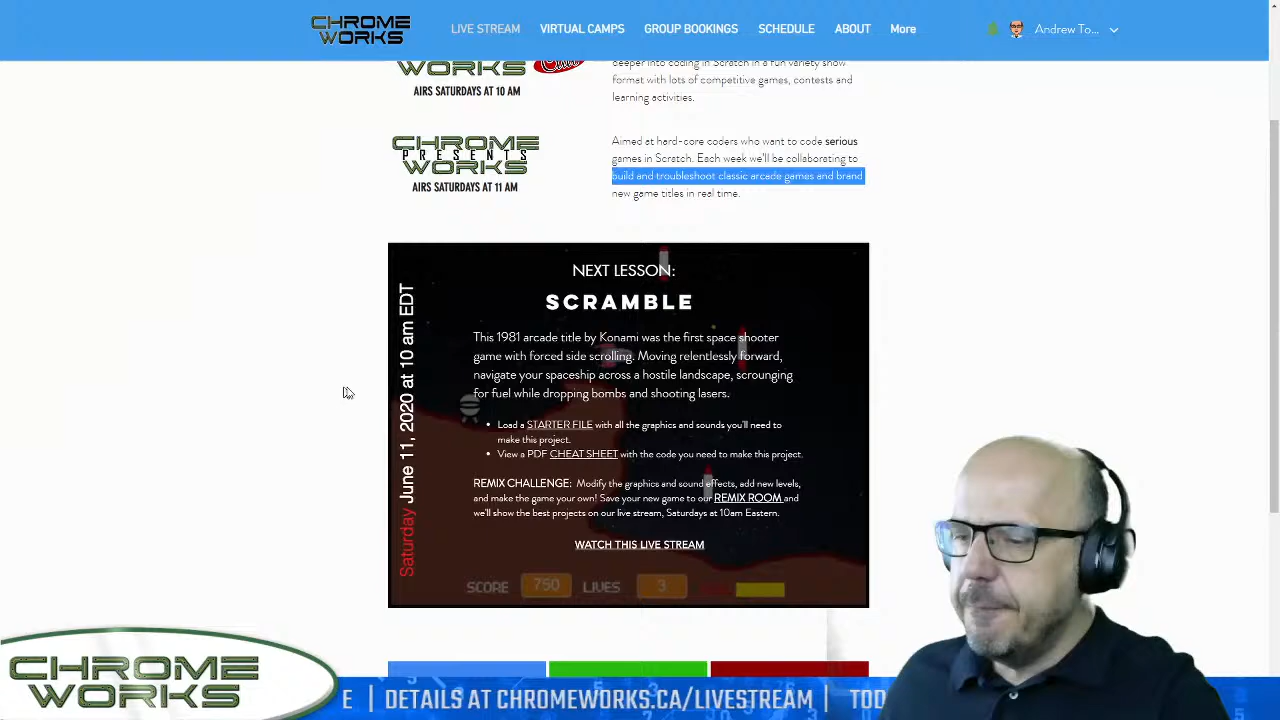 CHROME
WORKS
LIVE STREAM
VIRTUAL CAMPS
GROUP BOOKINGS
SCHEDULE
ABOUT
More
Andrew To...
WORKS
Club
AIRS SATURDAYS AT 10 AM
deeper into coding in Scratch in a fun variety show
format with lots of competitive games, contests and
learning activities.
CHROME
PRESENTS
WORKS
AIRS SATURDAYS AT 11 AM
Aimed at hard-core coders who want to code serious
games in Scratch. Each week we'll be collaborating to
build and troubleshoot classic arcade games and brand
new game titles in real time.
Saturday June 11, 2020 at 10 am EDT
NEXT LESSON:
SCRAMBLE
This 1981 arcade title by Konami was the first space shooter
game with forced side scrolling. Moving relentlessly forward,
navigate your spaceship across a hostile landscape, scrounging
for fuel while dropping bombs and shooting lasers.
• Load a STARTER FILE with all the graphics and sounds you'll need to
make this project.
• View a PDF CHEAT SHEET with the code you need to make this project.
REMIX CHALLENGE: Modify the graphics and sound effects, add new levels,
and make the game your own! Save your new game to our REMIX ROOM and
we'll show the best projects on our live stream, Saturdays at 10am Eastern.
WATCH THIS LIVE STREAM
SCORE 750 LIVES 3
CHROME
WORKS
E | DETAILS AT CHROMEWORKS.CA/LIVESTREAM | TOD